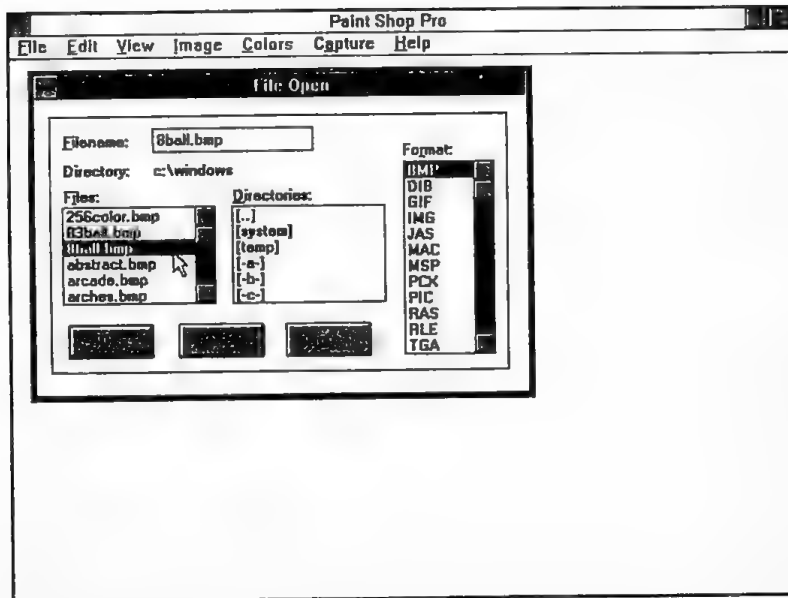 Paint Shop Pro
File Edit View Image Colors Capture Help
File Open
Filename: 8ball.bmp
Directory: c:\windows
Files:
256color.bmp
8ball.bmp
abstract.bmp
arcade.bmp
arches.bmp
Directories:
[..]
[system]
[temp]
[-a-]
[-b-]
[-c-]
Format:
BMP
DIB
GIF
IMG
JAS
MAC
MSP
PCX
PIC
RAS
RLE
TGA